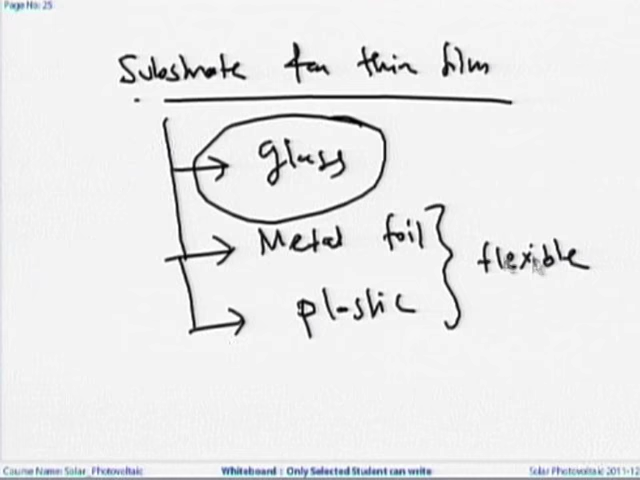 Page No: 25
Substrate for thin film
Glass
Metal foil
flexible
plastic
Course Name: Solar_Photovoltaic
Whiteboard : Only Selected Student can write
Solar Photovoltaic 2011-12